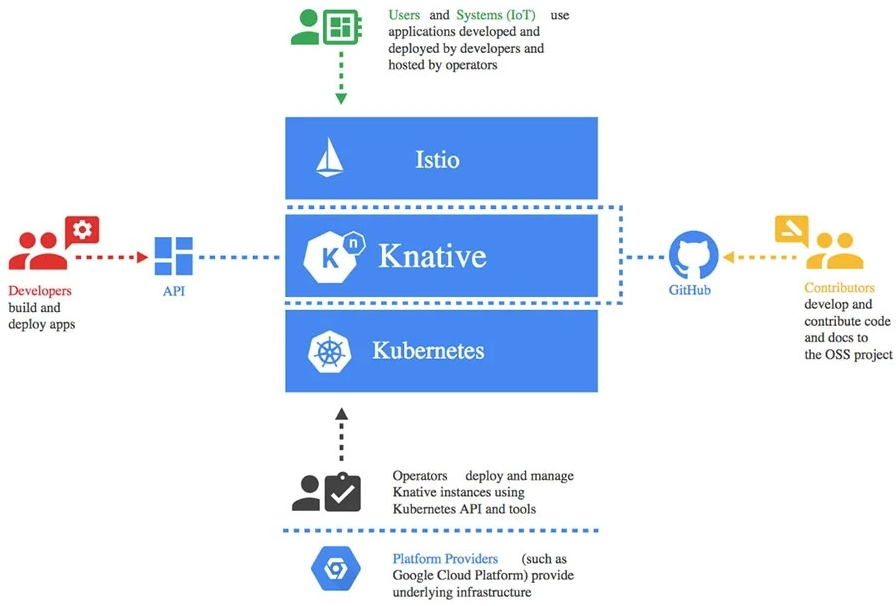 Users and Systems (IoT) use
applications developed and
deployed by developers and
hosted by operators
Istio
K n Knative
Developers
build and
deploy apps
API
GitHub
Contributors
develop and
contribute code
and docs to
the OSS project
Kubernetes
Operators deploy and manage
Knative instances using
Kubernetes API and tools
Platform Providers (such as
Google Cloud Platform) provide
underlying infrastructure